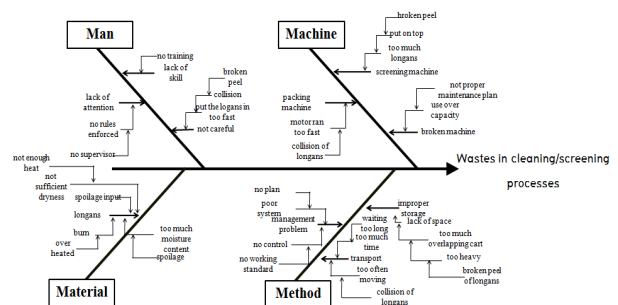 Man
no training
lack of
skill
broken
peel
collision
put the logans in
too fast
not careful
lack of
attention
no rules
enforced
no supervisor
Machine
broken peel
put on top
too much
longans
screening machine
packing
machine
motor ran
too fast
collision of
longans
not proper
maintenance plan
use over
capacity
broken machine
Wastes in cleaning/screening
processes
not enough
heat
not
sufficient
dryness
spoilage input
longans
burn
over
heated
too much
moisture
content
spoilage
Material
no plan
poor
system
management
problem
no control
no working
standard
improper
storage
lack of space
too much
overlapping cart
too heavy
broken peel
of longans
waiting
too long
too much
time
transport
too often
moving
collision of
longans
Method